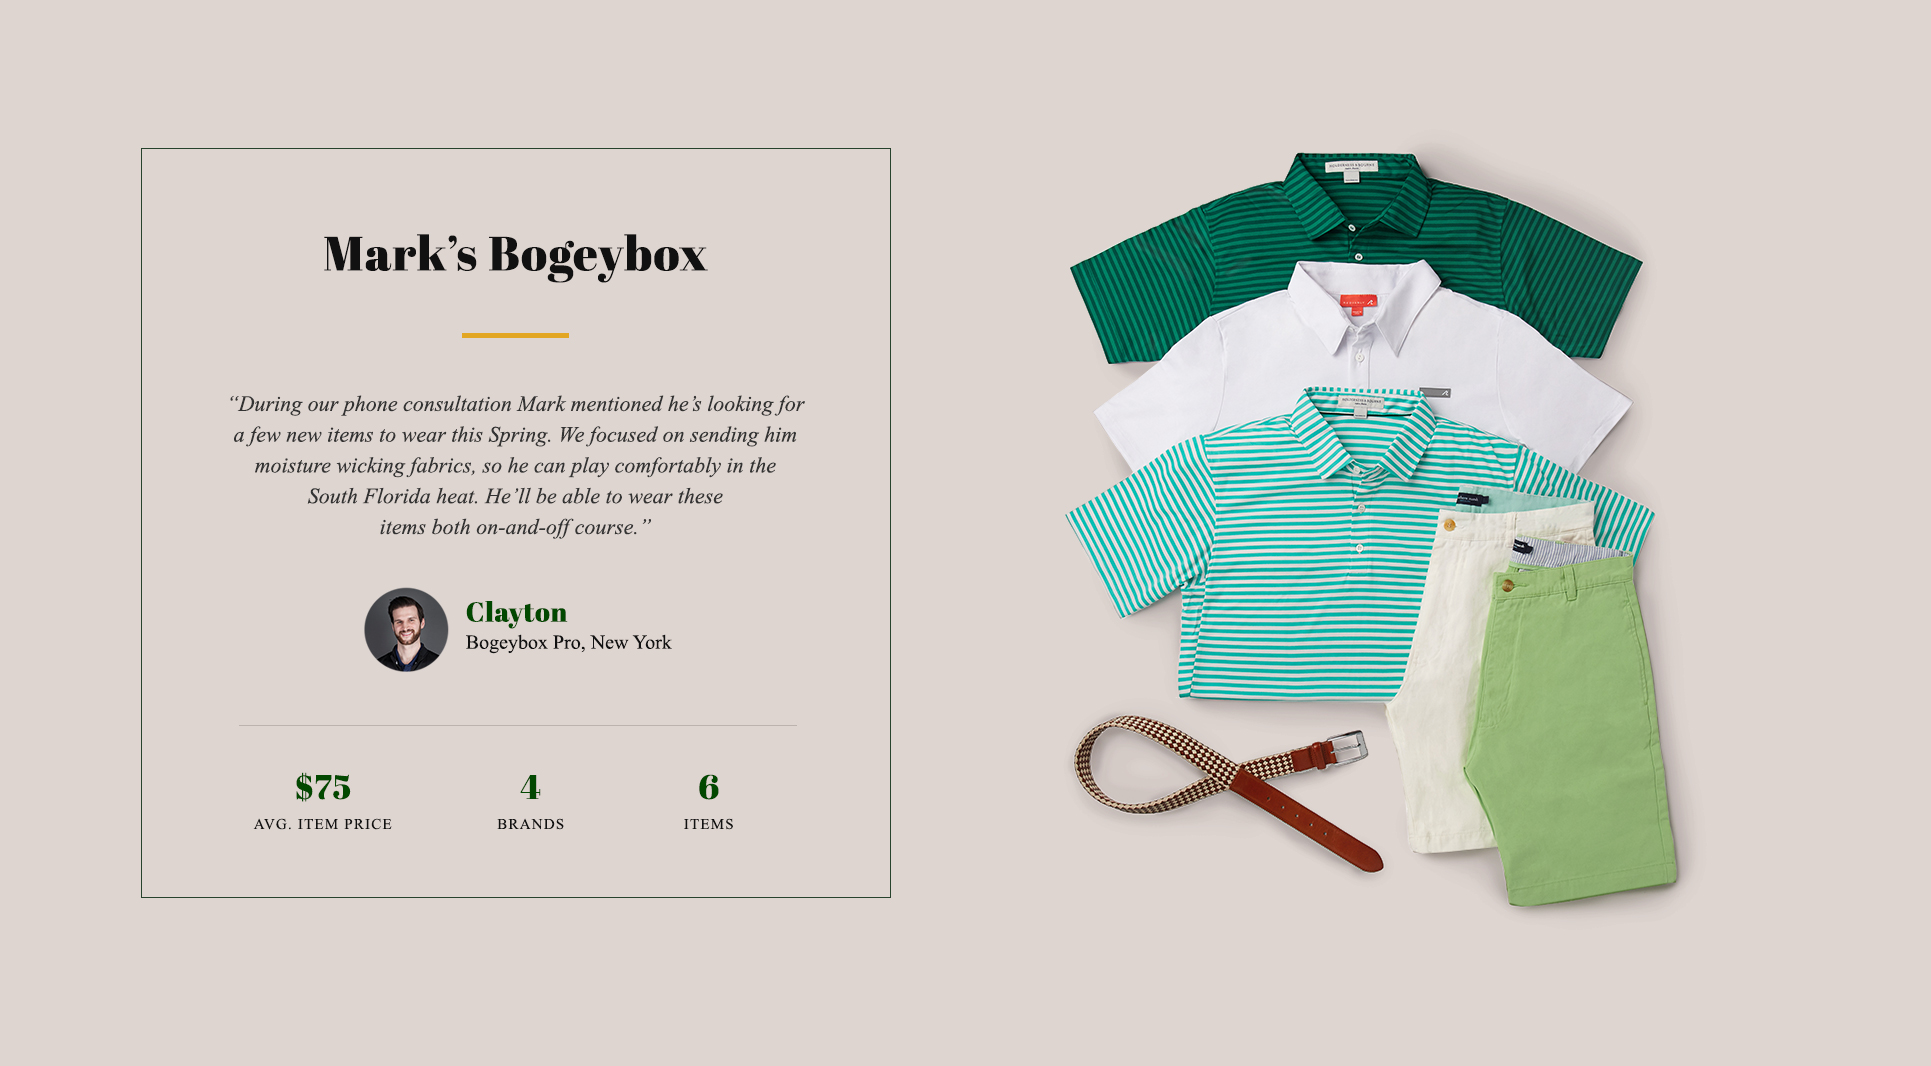 Mark’s Bogeybox
“During our phone consultation Mark mentioned he’s looking for
a few new items to wear this Spring. We focused on sending him
moisture wicking fabrics, so he can play comfortably in the
South Florida heat. He’ll be able to wear these
items both on-and-off course.”
Clayton
Bogeybox Pro, New York
$75
AVG. ITEM PRICE
4
BRANDS
6
ITEMS